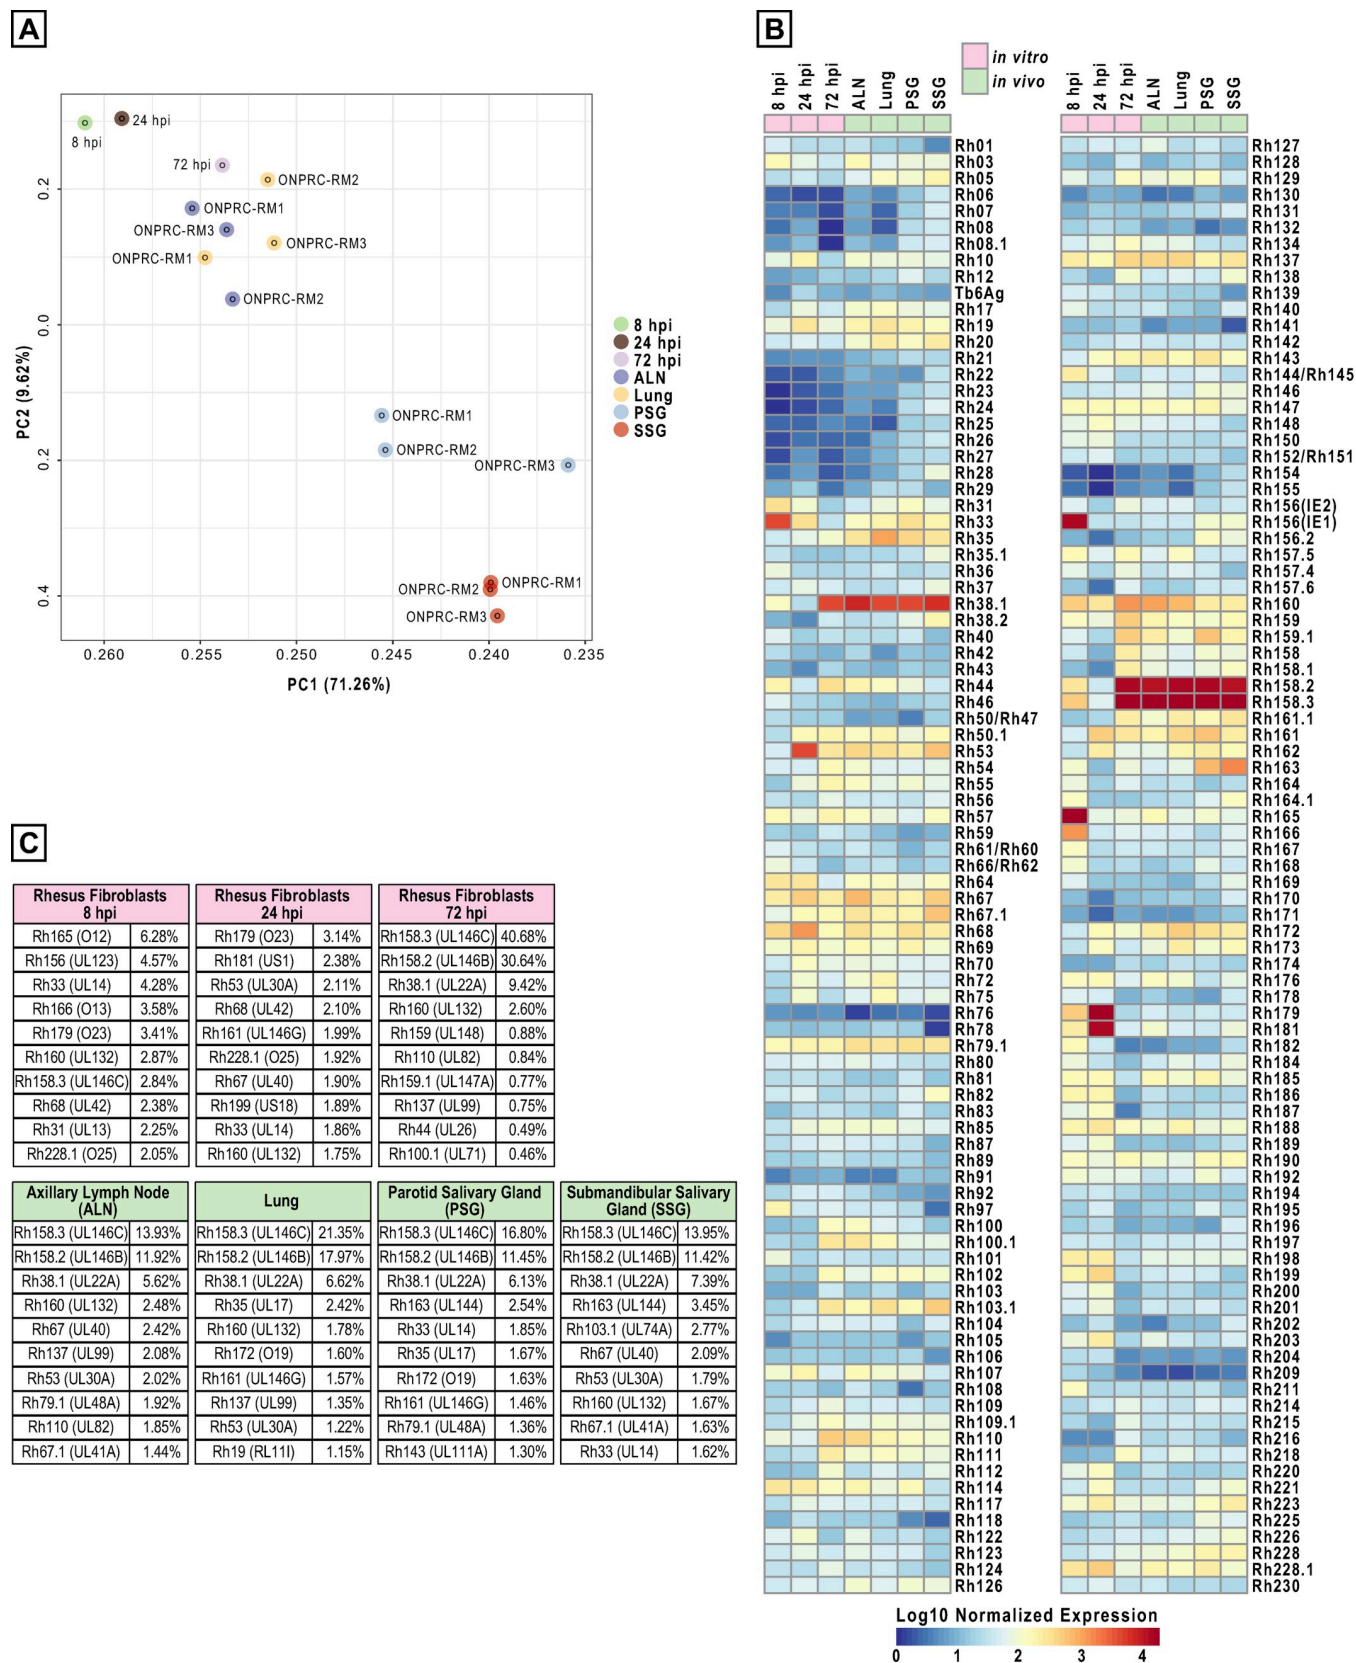 A
8 hpi
24 hpi
72 hpi
ONPRC-RM2
ONPRC-RM1
ONPRC-RM3
ONPRC-RM3
ONPRC-RM1
ONPRC-RM2
ONPRC-RM1
ONPRC-RM2
ONPRC-RM3
ONPRC-RM1
ONPRC-RM2
ONPRC-RM3
0.2
0.0
0.2
0.4
PC2 (9.62%)
0.260
0.255
0.250
0.245
0.240
0.235
PC1 (71.26%)
8 hpi
24 hpi
72 hpi
ALN
Lung
PSG
SSG
B
in vitro
in vivo
8 hpi
24 hpi
72 hpi
ALN
Lung
PSG
SSG
Rh01
Rh03
Rh05
Rh06
Rh07
Rh08
Rh08.1
Rh10
Rh12
Tb6Ag
Rh17
Rh19
Rh20
Rh21
Rh22
Rh23
Rh24
Rh25
Rh26
Rh27
Rh28
Rh29
Rh31
Rh33
Rh35
Rh35.1
Rh36
Rh37
Rh38.1
Rh38.2
Rh40
Rh42
Rh43
Rh44
Rh46
Rh50/Rh47
Rh50.1
Rh53
Rh54
Rh55
Rh56
Rh57
Rh59
Rh61/Rh60
Rh66/Rh62
Rh64
Rh67
Rh67.1
Rh68
Rh69
Rh70
Rh72
Rh75
Rh76
Rh78
Rh79.1
Rh80
Rh81
Rh82
Rh83
Rh85
Rh87
Rh89
Rh91
Rh92
Rh97
Rh100
Rh100.1
Rh101
Rh102
Rh103
Rh103.1
Rh104
Rh105
Rh106
Rh107
Rh108
Rh109
Rh109.1
Rh110
Rh111
Rh112
Rh114
Rh117
Rh118
Rh122
Rh123
Rh124
Rh126
8 hpi
24 hpi
72 hpi
ALN
Lung
PSG
SSG
Rh127
Rh128
Rh129
Rh130
Rh131
Rh132
Rh134
Rh137
Rh138
Rh139
Rh140
Rh141
Rh142
Rh143
Rh144/Rh145
Rh146
Rh147
Rh148
Rh150
Rh152/Rh151
Rh154
Rh155
Rh156(IE2)
Rh156(IE1)
Rh156.2
Rh157.5
Rh157.4
Rh157.6
Rh160
Rh159
Rh159.1
Rh158
Rh158.1
Rh158.2
Rh158.3
Rh161.1
Rh161
Rh162
Rh163
Rh164
Rh164.1
Rh165
Rh166
Rh167
Rh168
Rh169
Rh170
Rh171
Rh172
Rh173
Rh174
Rh176
Rh178
Rh179
Rh181
Rh182
Rh184
Rh185
Rh186
Rh187
Rh188
Rh189
Rh190
Rh192
Rh194
Rh195
Rh196
Rh197
Rh198
Rh199
Rh200
Rh201
Rh202
Rh203
Rh204
Rh209
Rh211
Rh214
Rh215
Rh216
Rh218
Rh220
Rh221
Rh223
Rh225
Rh226
Rh228
Rh228.1
Rh230
Log10 Normalized Expression
0 1 2 3 4
C
Rhesus Fibroblasts
8 hpi
Rh165 (O12) 6.28%
Rh156 (UL123) 4.57%
Rh33 (UL14) 4.28%
Rh166 (O13) 3.58%
Rh179 (O23) 3.41%
Rh160 (UL132) 2.87%
Rh158.3 (UL146C) 2.84%
Rh68 (UL42) 2.38%
Rh31 (UL13) 2.25%
Rh228.1 (O25) 2.05%
Rhesus Fibroblasts
24 hpi
Rh179 (O23) 3.14%
Rh181 (US1) 2.38%
Rh53 (UL30A) 2.11%
Rh68 (UL42) 2.10%
Rh161 (UL146G) 1.99%
Rh228.1 (O25) 1.92%
Rh67 (UL40) 1.90%
Rh199 (US18) 1.89%
Rh33 (UL14) 1.86%
Rh160 (UL132) 1.75%
Rhesus Fibroblasts
72 hpi
Rh158.3 (UL146C) 40.68%
Rh158.2 (UL146B) 30.64%
Rh38.1 (UL22A) 9.42%
Rh160 (UL132) 2.60%
Rh159 (UL148) 0.88%
Rh110 (UL82) 0.84%
Rh159.1 (UL147A) 0.77%
Rh137 (UL99) 0.75%
Rh44 (UL26) 0.49%
Rh100.1 (UL71) 0.46%
Axillary Lymph Node
(ALN)
Rh158.3 (UL146C) 13.93%
Rh158.2 (UL146B) 11.92%
Rh38.1 (UL22A) 5.62%
Rh160 (UL132) 2.48%
Rh67 (UL40) 2.42%
Rh137 (UL99) 2.08%
Rh53 (UL30A) 2.02%
Rh79.1 (UL48A) 1.92%
Rh110 (UL82) 1.85%
Rh67.1 (UL41A) 1.44%
Lung
Rh158.3 (UL146C) 21.35%
Rh158.2 (UL146B) 17.97%
Rh38.1 (UL22A) 6.62%
Rh35 (UL17) 2.42%
Rh160 (UL132) 1.78%
Rh172 (O19) 1.60%
Rh161 (UL146G) 1.57%
Rh137 (UL99) 1.35%
Rh53 (UL30A) 1.22%
Rh19 (RL11I) 1.15%
Parotid Salivary Gland
(PSG)
Rh158.3 (UL146C) 16.80%
Rh158.2 (UL146B) 11.45%
Rh38.1 (UL22A) 6.13%
Rh163 (UL144) 2.54%
Rh33 (UL14) 1.85%
Rh35 (UL17) 1.67%
Rh172 (O19) 1.63%
Rh161 (UL146G) 1.46%
Rh79.1 (UL48A) 1.36%
Rh143 (UL111A) 1.30%
Submandibular Salivary
Gland (SSG)
Rh158.3 (UL146C) 13.95%
Rh158.2 (UL146B) 11.42%
Rh38.1 (UL22A) 7.39%
Rh163 (UL144) 3.45%
Rh103.1 (UL74A) 2.77%
Rh67 (UL40) 2.09%
Rh53 (UL30A) 1.79%
Rh160 (UL132) 1.67%
Rh67.1 (UL41A) 1.63%
Rh33 (UL14) 1.62%